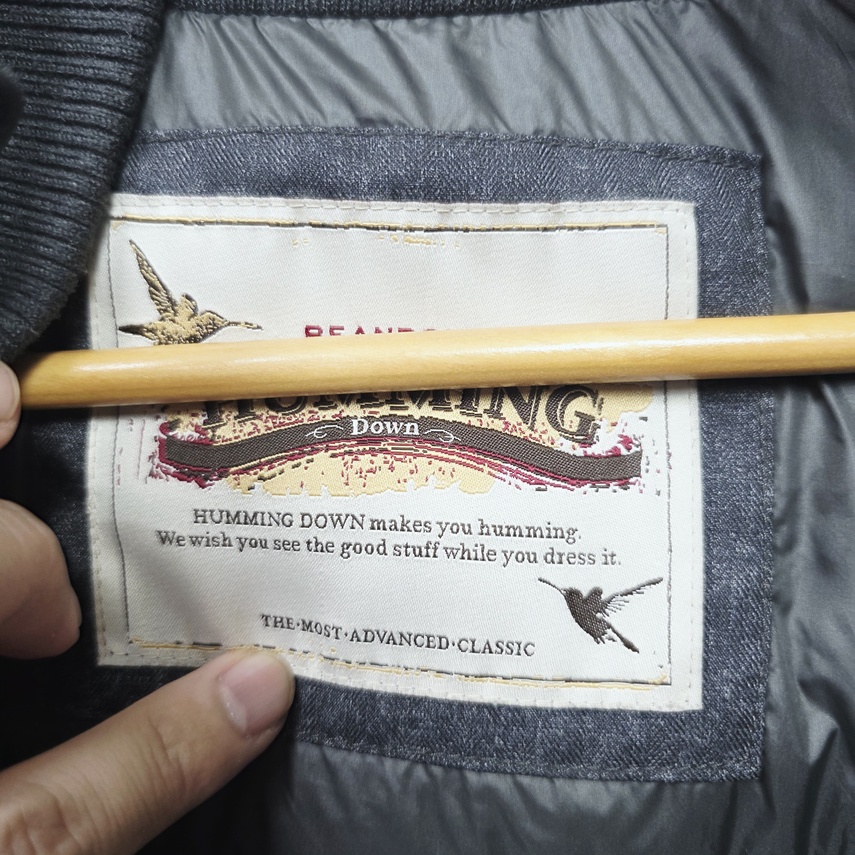 HUMMING
Down
HUMMING DOWN makes you humming.
We wish you see the good stuff while you dress it.
THE·MOST·ADVANCED·CLASSIC